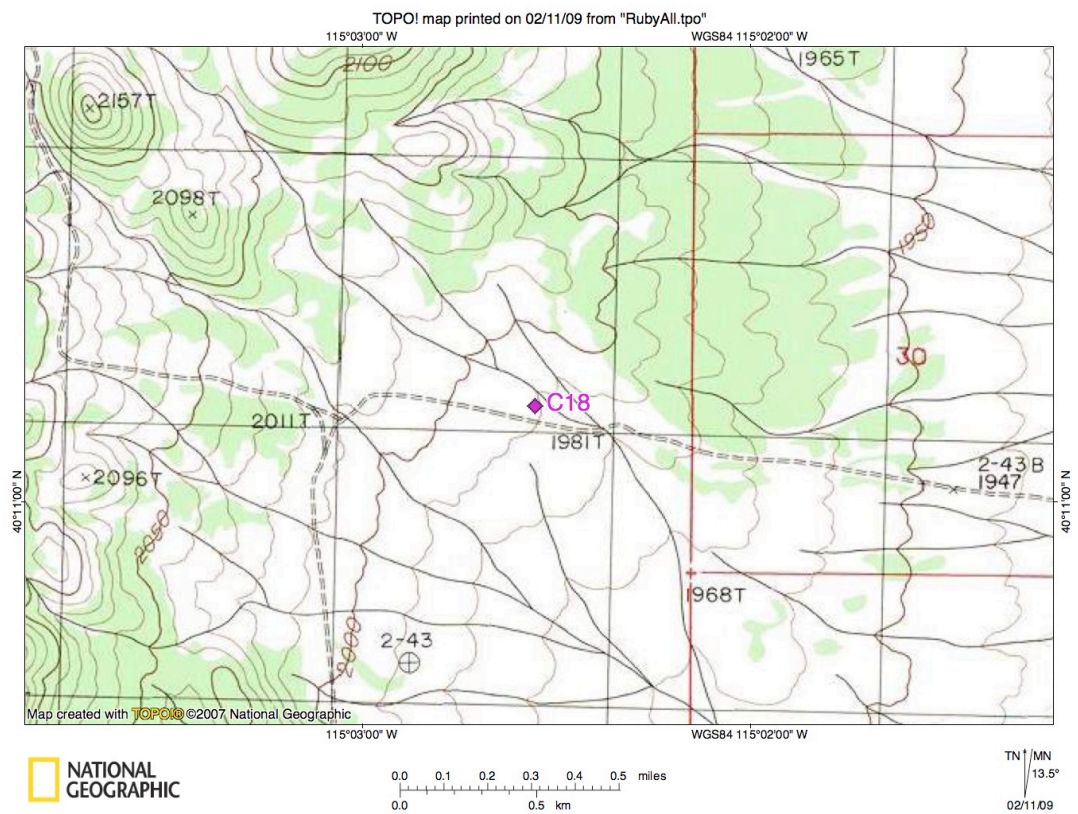 TOPO! map printed on 02/11/09 from "RubyAll.tpo"
115°03'00" W
WGS84 115°02'00" W
2100
1965T
2157T
2098T
1950
30
C18
2011T
1981T
2-43B
1947
2096T
40°11'00" N
40°11'00" N
2050
1968T
2000
2-43
Map created with TOPO!® ©2007 National Geographic
115°03'00" W
WGS84 115°02'00" W
NATIONAL
GEOGRAPHIC
0.0 0.1 0.2 0.3 0.4 0.5 miles
0.0 0.5 km
TN MN
13.5°
02/11/09